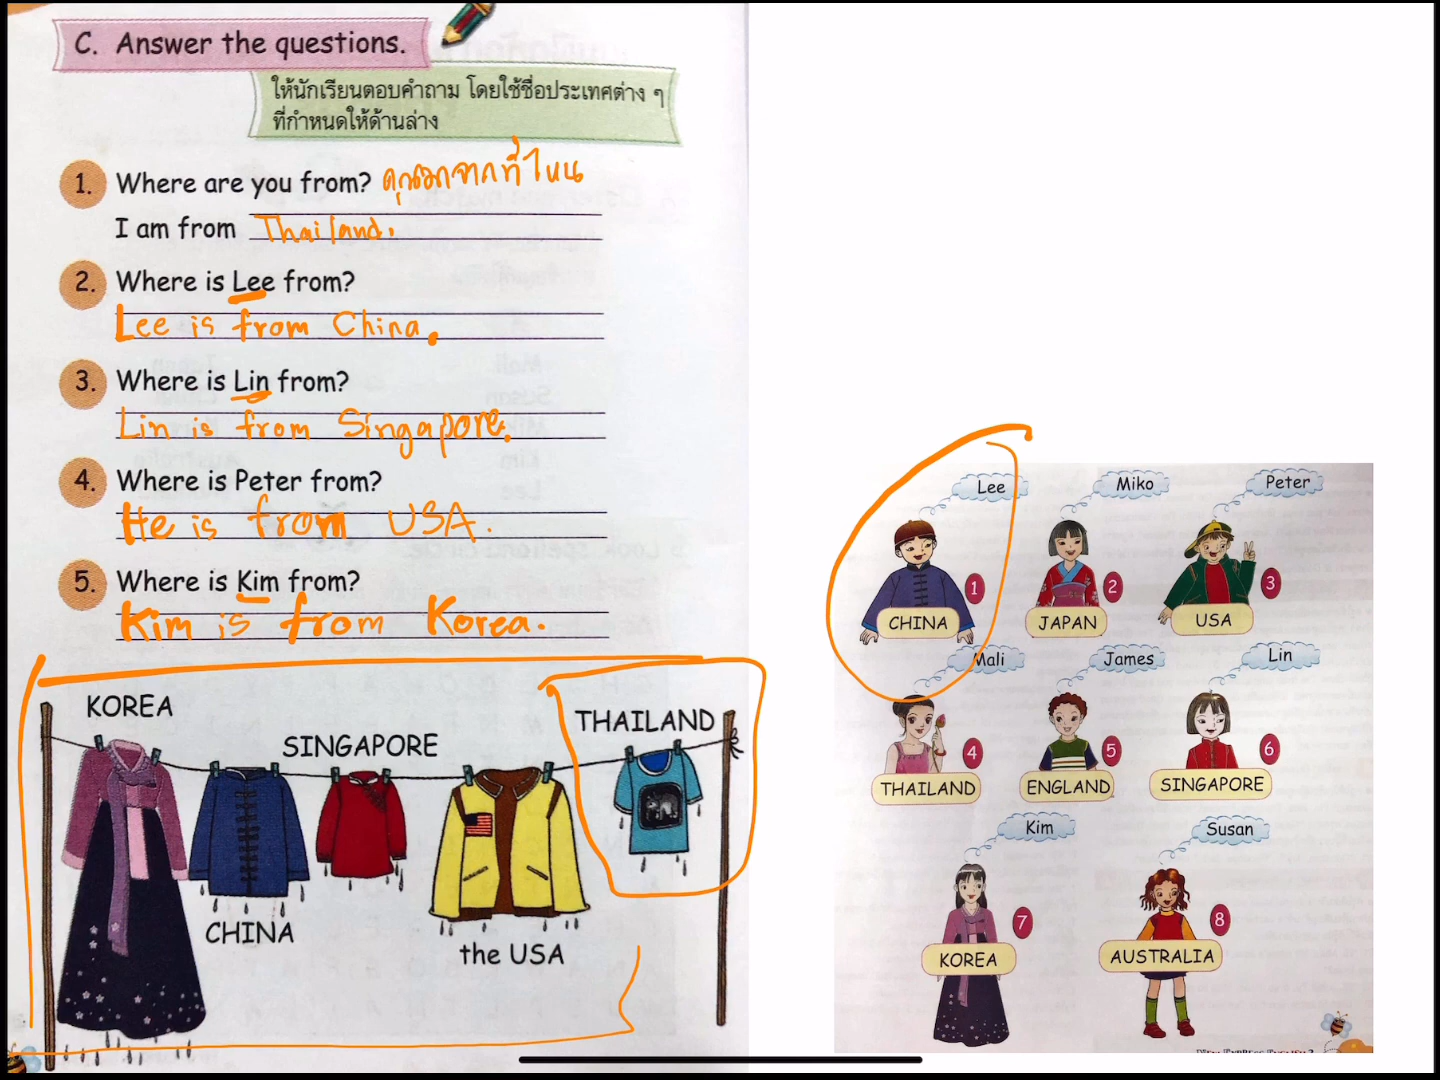 C. Answer the questions.
ให้นักเรียนตอบคำถาม โดยใช้ชื่อประเทศต่าง ๆ
ที่กำหนดให้ด้านล่าง
1. Where are you from? คุณมาจากที่ไหน
I am from Thailand.
2. Where is Lee from?
Lee is from China.
3. Where is Lin from?
Lin is from Singapore.
4. Where is Peter from?
He is from USA.
5. Where is Kim from?
Kim is from Korea.
KOREA
SINGAPORE
THAILAND
CHINA
the USA
Lee
Miko
Peter
1
2
3
CHINA
JAPAN
USA
Mali
James
Lin
4
5
6
THAILAND
ENGLAND
SINGAPORE
Kim
Susan
7
8
KOREA
AUSTRALIA